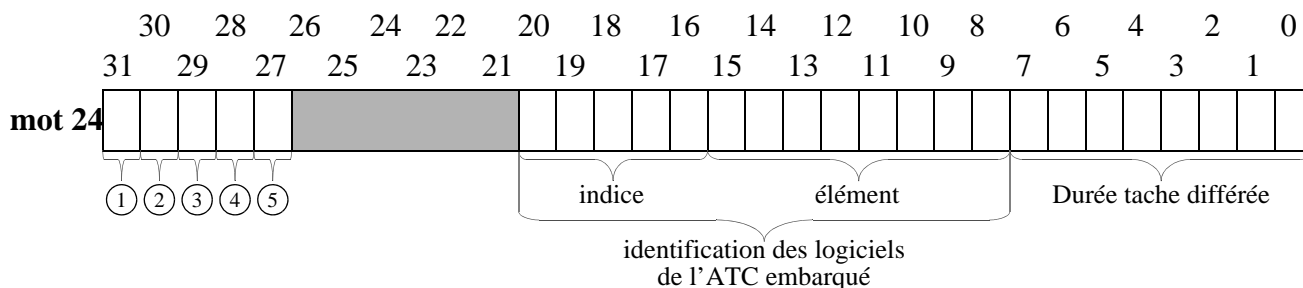 30 28 26 24 22 20 18 16 14 12 10 8 6 4 2 0
31 29 27 25 23 21 19 17 15 13 11 9 7 5 3 1
mot 24
1 2 3 4 5 indice élément Durée tache différée
identification des logiciels
de l’ATC embarqué